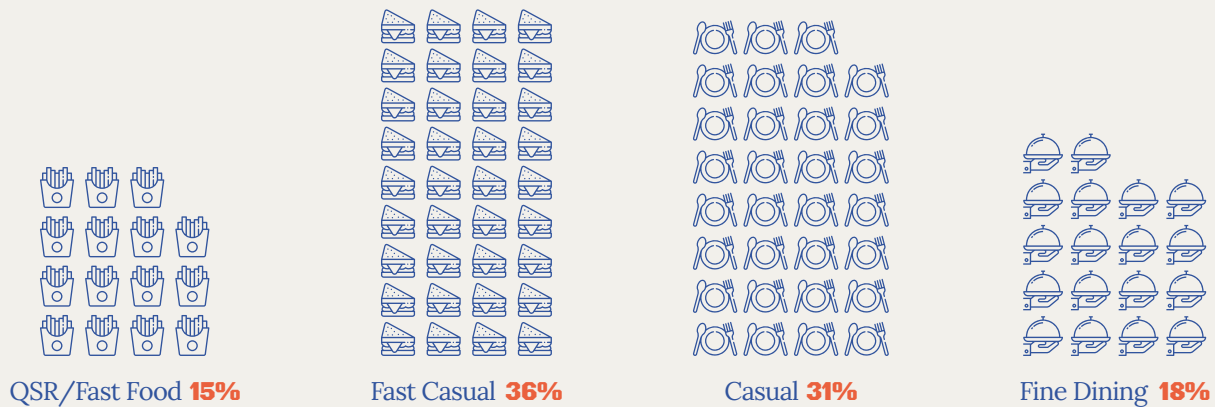 QSR/Fast Food 15%
Fast Casual 36%
Casual 31%
Fine Dining 18%